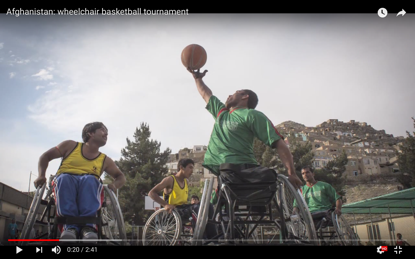 Afghanistan: wheelchair basketball tournament
0:20 / 2:41